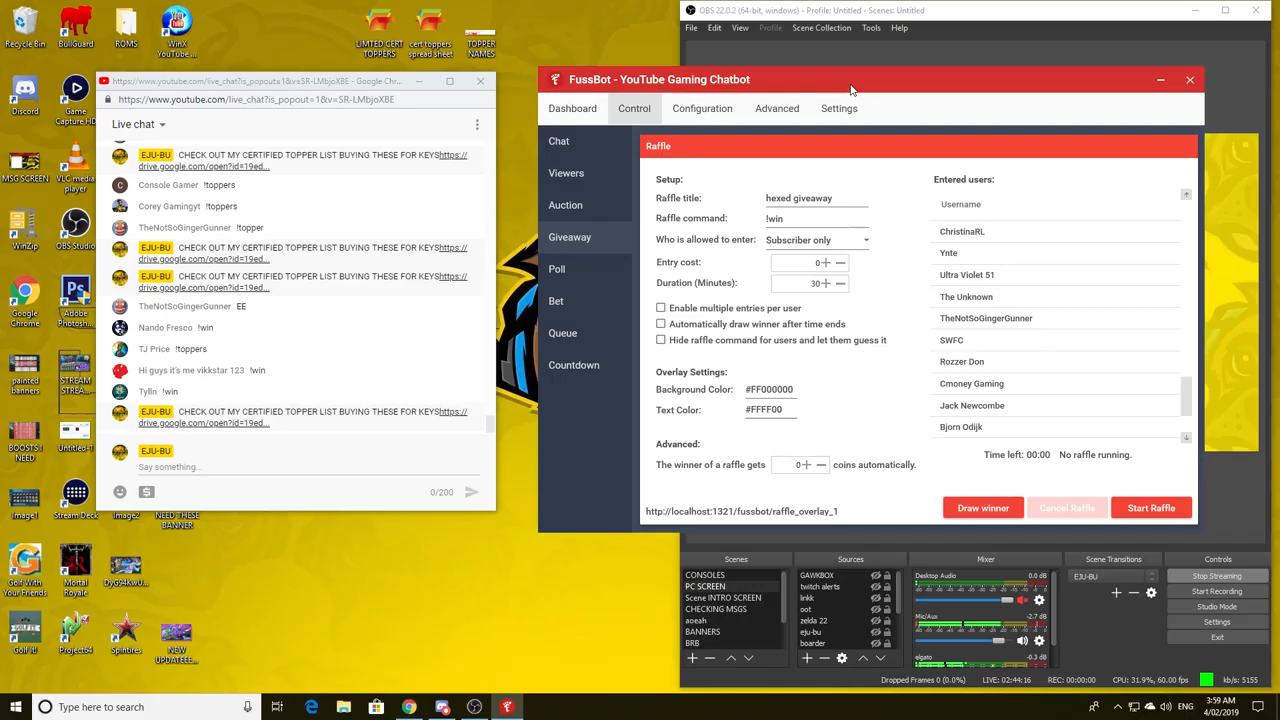 Recycle Bin
BullGuard
ROMS
WinX YouTube ...
LIMTED CERT TOPPERS
cert toppers spread sheet
TOPPER NAMES
Discord
Game Capture HD
MSG SCREEN
VLC media player
WinZip
OBS Studio
Google Chrome
Adobe Photosh...
painted banners
STREAM STREA...
BOOSTS I NEED
Untitled-1
Image1
Stream Deck
Image2
NEED THESE BANNER
Golf With Your Friends
Mortal Royale
DyG94kwU...
Golf It!
Project64
Spintires
NEW UPDATEEE...
https://www.youtube.com/live_chat?is_popout=1&v=SR-LMbjoXBE - Google Chr...
https://www.youtube.com/live_chat?is_popout=1&v=SR-LMbjoXBE
Live chat
EJU-BU CHECK OUT MY CERTIFIED TOPPER LIST BUYING THESE FOR KEYShttps://
drive.google.com/open?id=19ed...
Console Gamer !toppers
Corey Gamingyt !toppers
TheNotSoGingerGunner !topper
EJU-BU CHECK OUT MY CERTIFIED TOPPER LIST BUYING THESE FOR KEYShttps://
drive.google.com/open?id=19ed...
EJU-BU CHECK OUT MY CERTIFIED TOPPER LIST BUYING THESE FOR KEYShttps://
drive.google.com/open?id=19ed...
TheNotSoGingerGunner EE
Nando Fresco !win
TJ Price !toppers
Hi guys it's me vikkstar 123 !win
Tylln !win
EJU-BU CHECK OUT MY CERTIFIED TOPPER LIST BUYING THESE FOR KEYShttps://
drive.google.com/open?id=19ed...
EJU-BU
Say something...
0/200
OBS 22.0.2 (64-bit, windows) - Profile: Untitled - Scenes: Untitled
File Edit View Profile Scene Collection Tools Help
FussBot - YouTube Gaming Chatbot
Dashboard Control Configuration Advanced Settings
Chat
Viewers
Auction
Giveaway
Poll
Bet
Queue
Countdown
Raffle
Setup:
Raffle title: hexed giveaway
Raffle command: !win
Who is allowed to enter: Subscriber only
Entry cost: 0
Duration (Minutes): 30
Enable multiple entries per user
Automatically draw winner after time ends
Hide raffle command for users and let them guess it
Overlay Settings:
Background Color: #FF000000
Text Color: #FFFF00
Advanced:
The winner of a raffle gets 0 coins automatically.
http://localhost:1321/fussbot/raffle_overlay_1
Entered users:
Username
ChristinaRL
Ynte
Ultra Violet 51
The Unknown
TheNotSoGingerGunner
SWFC
Rozzer Don
Cmoney Gaming
Jack Newcombe
Bjorn Odijk
Time left: 00:00 No raffle running.
Draw winner Cancel Raffle Start Raffle
Scenes
CONSOLES
PC SCREEN
Scene INTRO SCREEN
CHECKING MSGS
aoeah
BANNERS
BRB
Sources
GAWKBOX
twitch alerts
linkk
oot
zelda 22
eju-bu
boarder
Mixer
Desktop Audio 0.0 dB
Mic/Aux -2.7 dB
elgato -0.3 dB
Scene Transitions
EJU-BU
Controls
Stop Streaming
Start Recording
Studio Mode
Settings
Exit
Dropped Frames 0 (0.0%) LIVE: 02:44:16 REC: 00:00:00 CPU: 31.9%, 60.00 fps kb/s: 5155
Type here to search
ENG
3:59 AM
4/02/2019